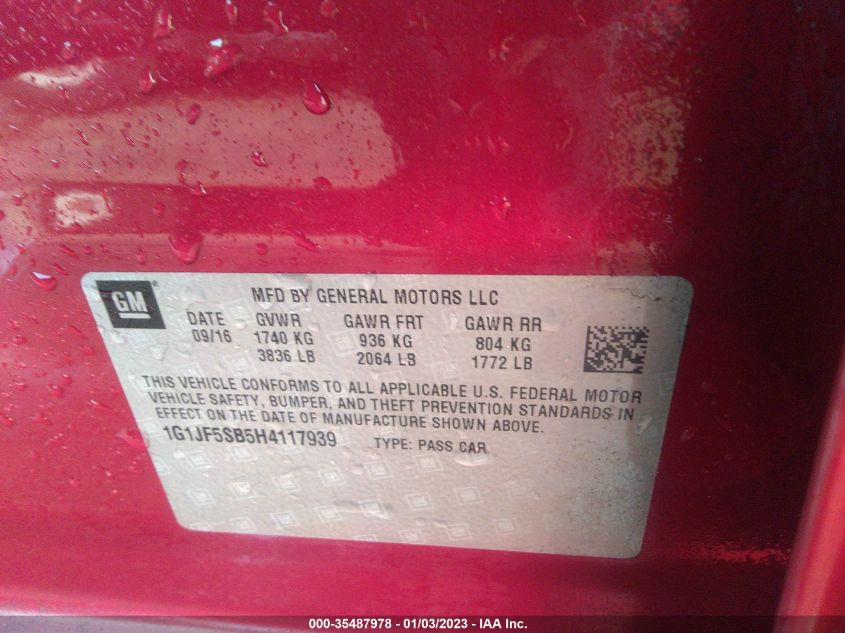 GM
MFD BY GENERAL MOTORS LLC
DATE GVWR GAWR FRT GAWR RR
09/16 1740 KG 936 KG 804 KG
3836 LB 2064 LB 1772 LB
THIS VEHICLE CONFORMS TO ALL APPLICABLE U.S. FEDERAL MOTOR
VEHICLE SAFETY, BUMPER, AND THEFT PREVENTION STANDARDS IN
EFFECT ON THE DATE OF MANUFACTURE SHOWN ABOVE.
1G1JF5SB5H4117939 TYPE: PASS CAR
000-35487978 - 01/03/2023 - IAA Inc.